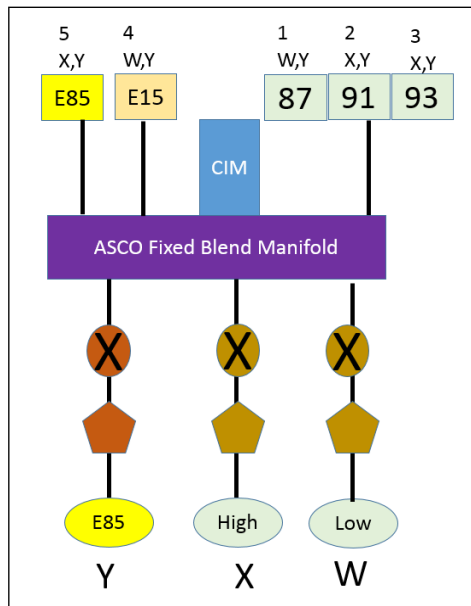 5 4 1 2 3
X,Y W,Y W,Y X,Y X,Y
E85 E15 87 91 93
CIM
ASCO Fixed Blend Manifold
X X X
E85 High Low
Y X W